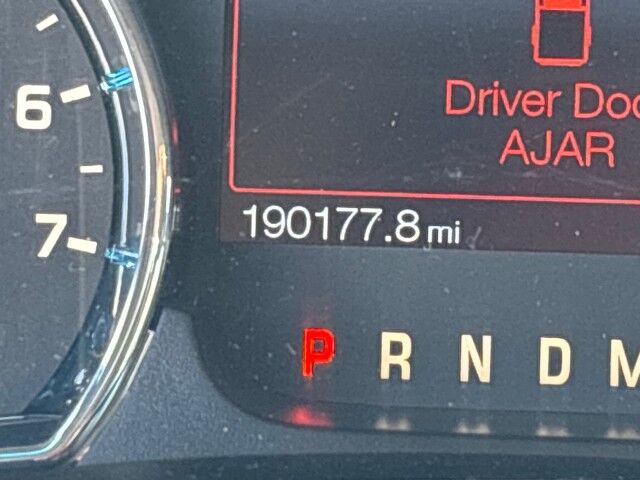 6
7
Driver Doo
AJAR
190177.8 mi
P R N D M